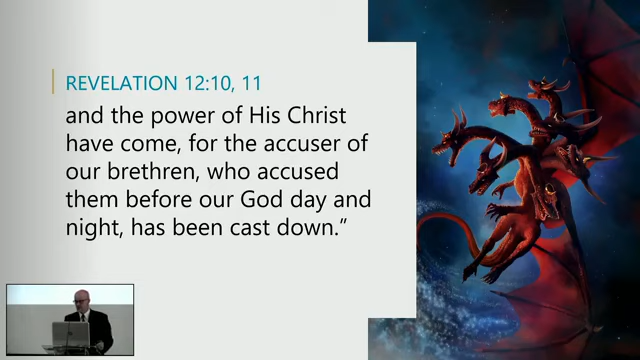 REVELATION 12:10, 11
and the power of His Christ
have come, for the accuser of
our brethren, who accused
them before our God day and
night, has been cast down.”